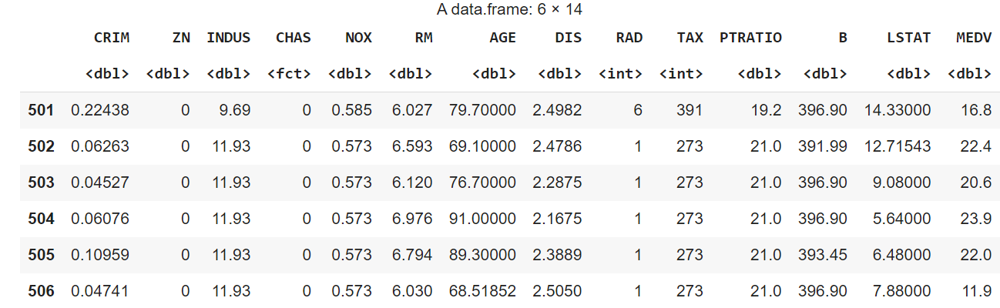 A data.frame: 6 × 14
CRIM ZN INDUS CHAS NOX RM AGE DIS RAD TAX PTRATIO B LSTAT MEDV
<dbl> <dbl> <dbl> <fct> <dbl> <dbl> <dbl> <dbl> <int> <int> <dbl> <dbl> <dbl> <dbl>
501 0.22438 0 9.69 0 0.585 6.027 79.70000 2.4982 6 391 19.2 396.90 14.33000 16.8
502 0.06263 0 11.93 0 0.573 6.593 69.10000 2.4786 1 273 21.0 391.99 12.71543 22.4
503 0.04527 0 11.93 0 0.573 6.120 76.70000 2.2875 1 273 21.0 396.90 9.08000 20.6
504 0.06076 0 11.93 0 0.573 6.976 91.00000 2.1675 1 273 21.0 396.90 5.64000 23.9
505 0.10959 0 11.93 0 0.573 6.794 89.30000 2.3889 1 273 21.0 393.45 6.48000 22.0
506 0.04741 0 11.93 0 0.573 6.030 68.51852 2.5050 1 273 21.0 396.90 7.88000 11.9